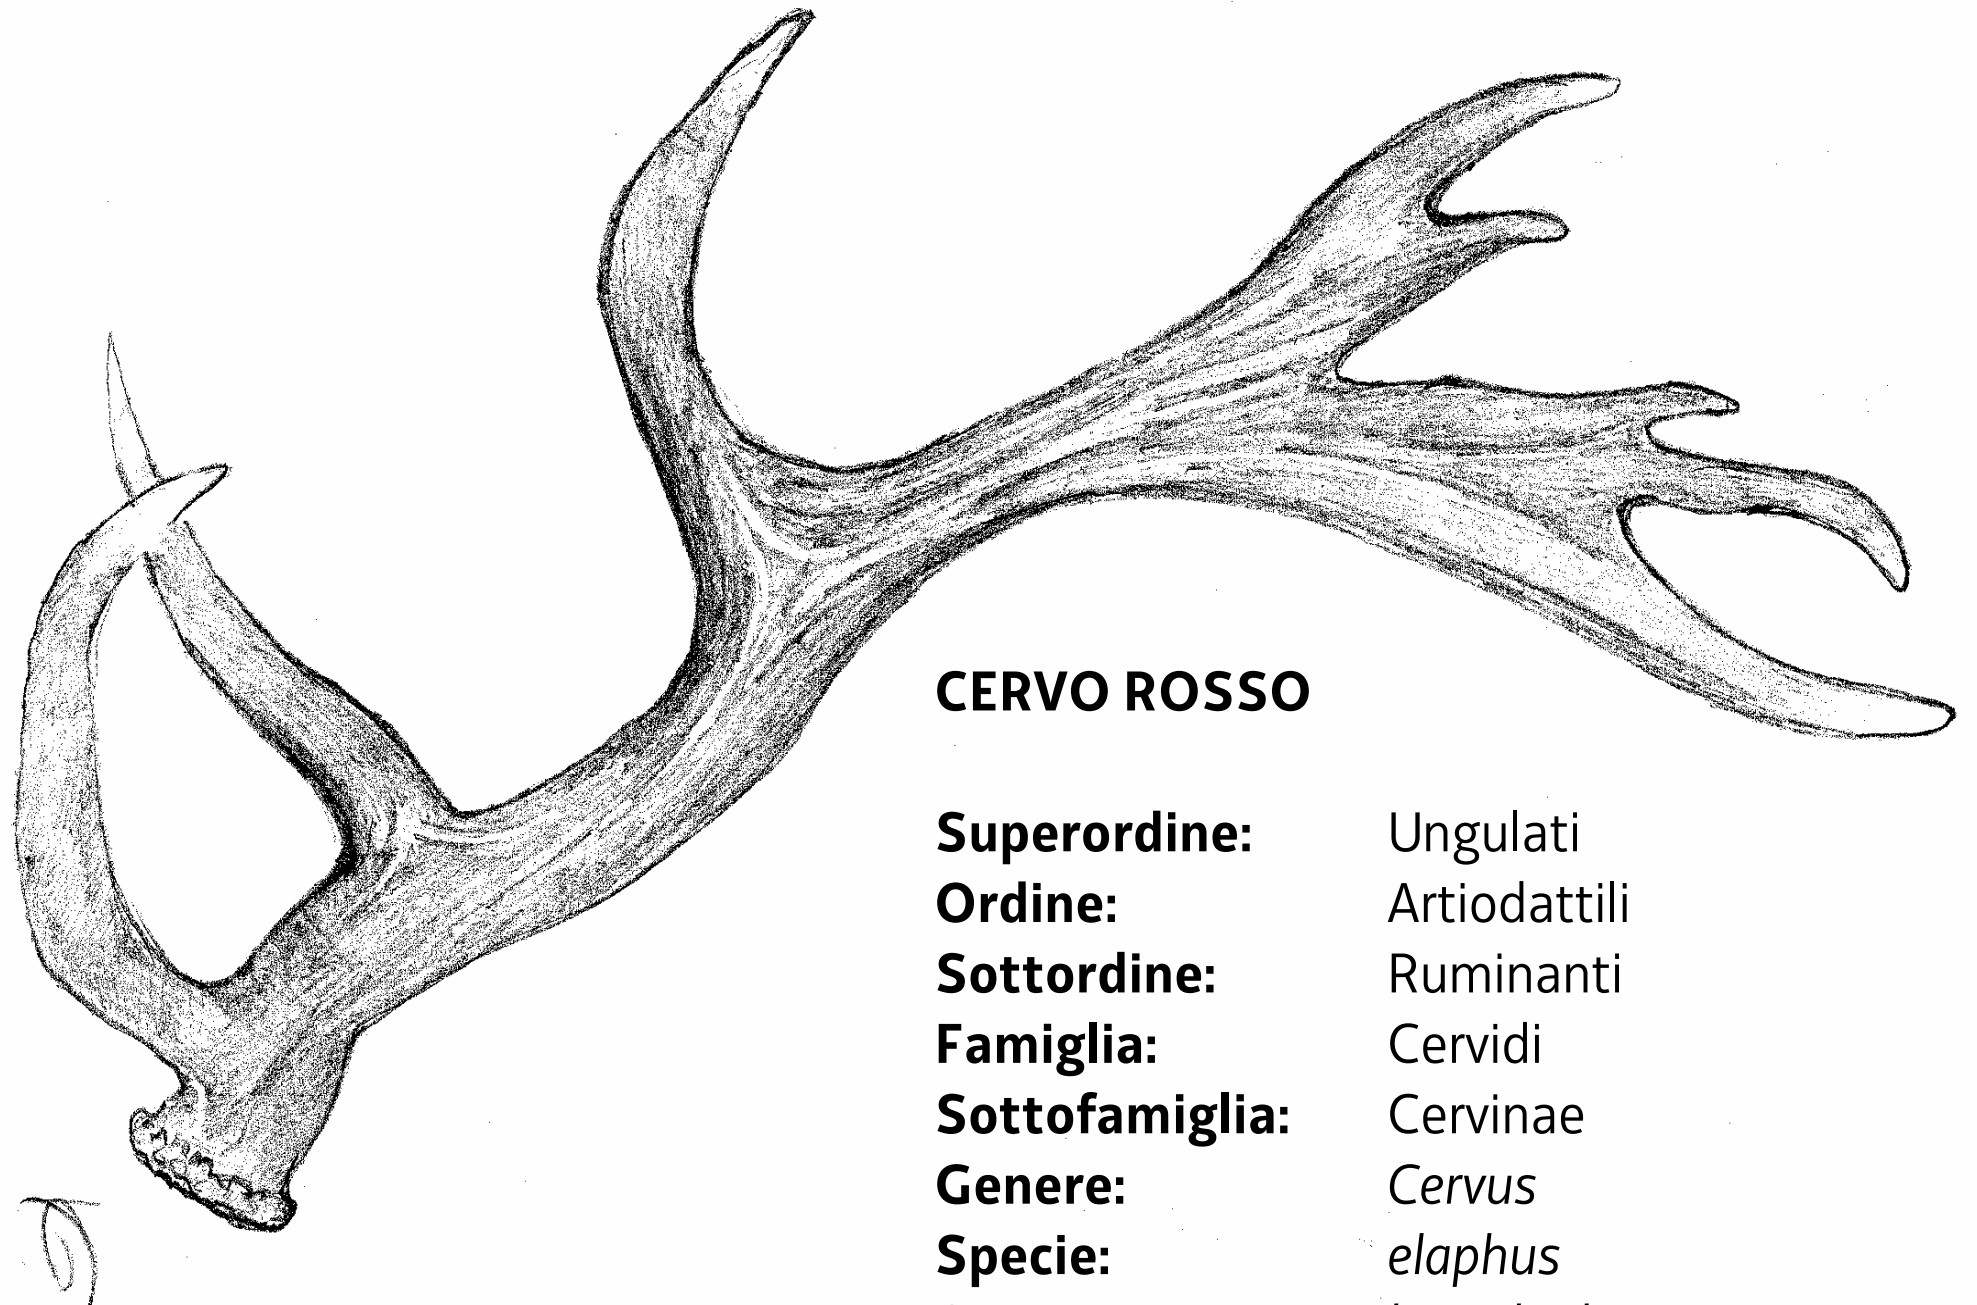 CERVO ROSSO
Superordine: Ungulati
Ordine: Artiodattili
Sottordine: Ruminanti
Famiglia: Cervidi
Sottofamiglia: Cervinae
Genere: Cervus
Specie: elaphus